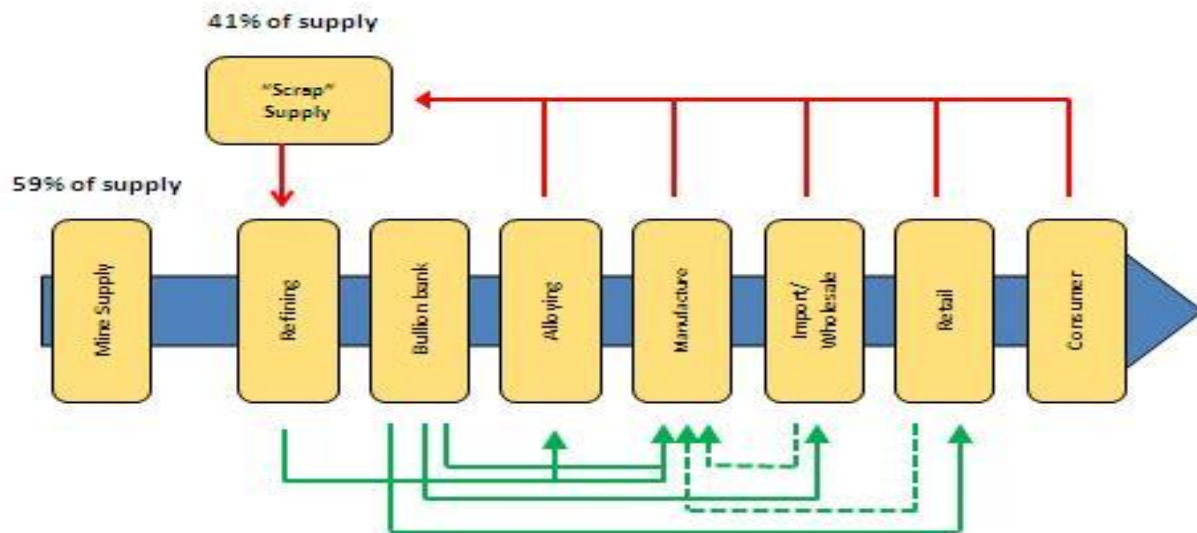 41% of supply
"Scrap"
Supply
59% of supply
Mine Supply
Refining
Bullion bank
Alloying
Manufacture
Import/
Wholesale
Retail
Consumer